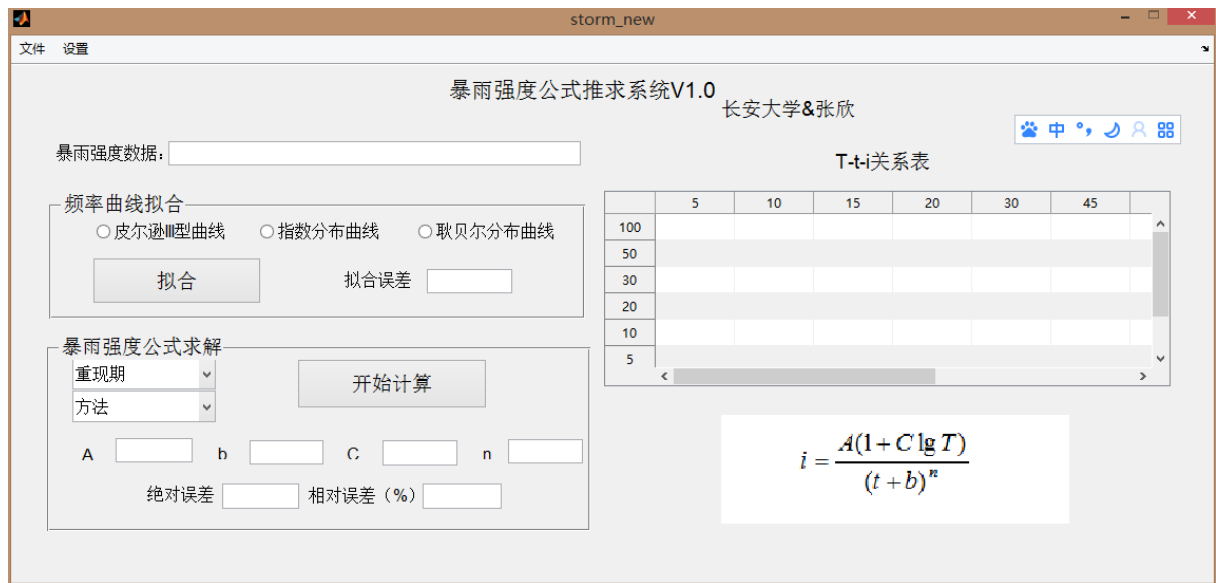 storm_new
文件 设置
暴雨强度公式推求系统V1.0
长安大学&张欣
中
暴雨强度数据:
T-t-i关系表
频率曲线拟合
皮尔逊Ⅲ型曲线 指数分布曲线 耿贝尔分布曲线
拟合 拟合误差
5 10 15 20 30 45
100
50
30
20
10
5
暴雨强度公式求解
重现期
方法
开始计算
A b C n
绝对误差 相对误差（%）
i = A(1+C lg T) / (t+b)^n